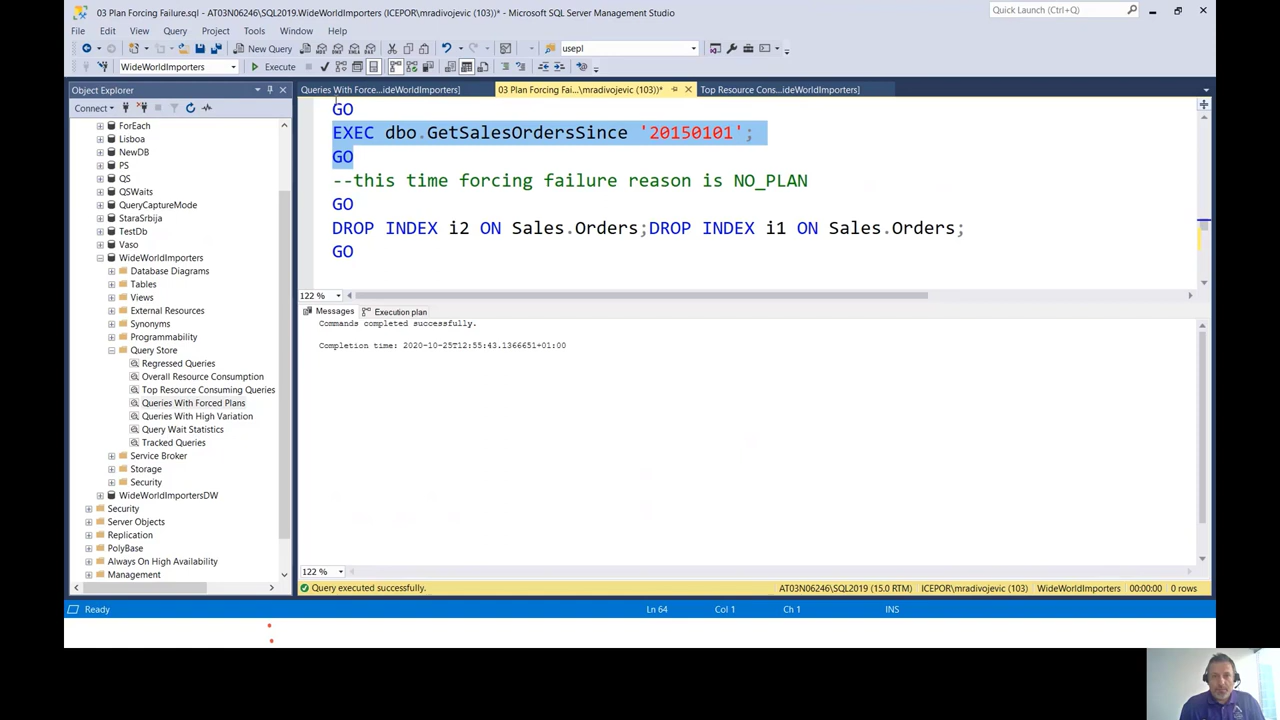 03 Plan Forcing Failure.sql - AT03N06246\SQL2019.WideWorldImporters (ICEPOR\mradivojevic (103))* - Microsoft SQL Server Management Studio
Quick Launch (Ctrl+Q)
File Edit View Query Project Tools Window Help
New Query
usepl
WideWorldImporters
Execute
Object Explorer
Queries With Force...ideWorldImporters]
03 Plan Forcing Fai...\mradivojevic (103))*
Top Resource Cons...ideWorldImporters]
Connect
ForEach
Lisboa
NewDB
PS
QS
QSWaits
QueryCaptureMode
StaraSrbija
TestDb
Vaso
WideWorldImporters
Database Diagrams
Tables
Views
External Resources
Synonyms
Programmability
Query Store
Regressed Queries
Overall Resource Consumption
Top Resource Consuming Queries
Queries With Forced Plans
Queries With High Variation
Query Wait Statistics
Tracked Queries
Service Broker
Storage
Security
WideWorldImportersDW
Security
Server Objects
Replication
PolyBase
Always On High Availability
Management
GO
EXEC dbo.GetSalesOrdersSince '20150101';
GO
--this time forcing failure reason is NO_PLAN
GO
DROP INDEX i2 ON Sales.Orders;DROP INDEX i1 ON Sales.Orders;
GO
122 %
Messages Execution plan
Commands completed successfully.
Completion time: 2020-10-25T12:55:43.1366651+01:00
122 %
Query executed successfully.
AT03N06246\SQL2019 (15.0 RTM) ICEPOR\mradivojevic (103) WideWorldImporters 00:00:00 0 rows
Ready Ln 64 Col 1 Ch 1 INS